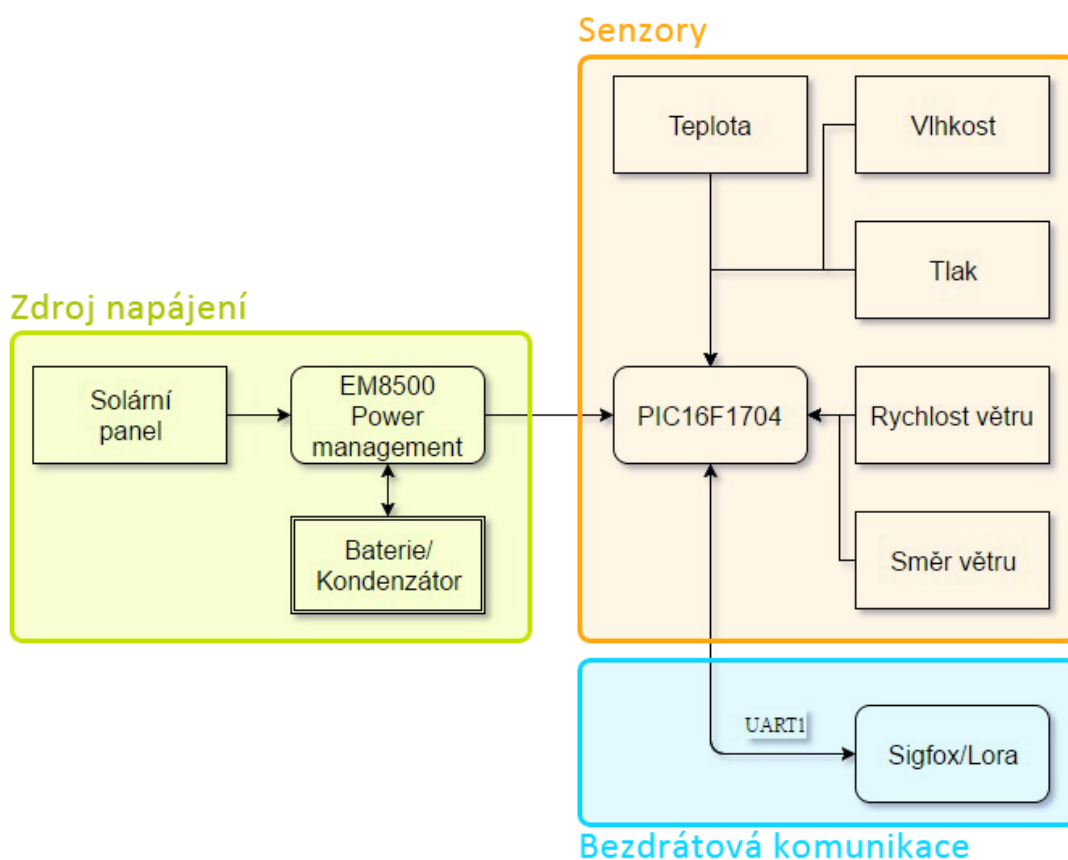 Senzory
Teplota
Vlhkost
Tlak
Zdroj napájení
Solární
panel
EM8500
Power
management
PIC16F1704
Rychlost větru
Baterie/
Kondenzátor
Směr větru
UART1
Sigfox/Lora
Bezdrátová komunikace